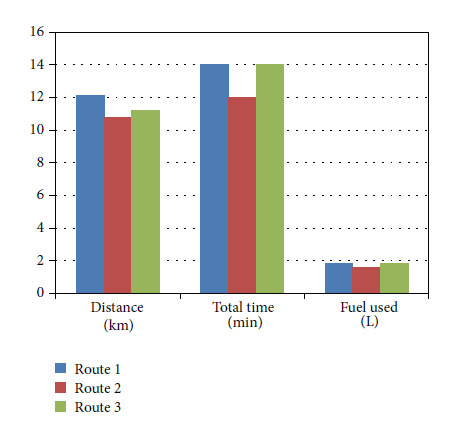 16
14
12
10
8
6
4
2
0
Distance
(km)
Total time
(min)
Fuel used
(L)
Route 1
Route 2
Route 3